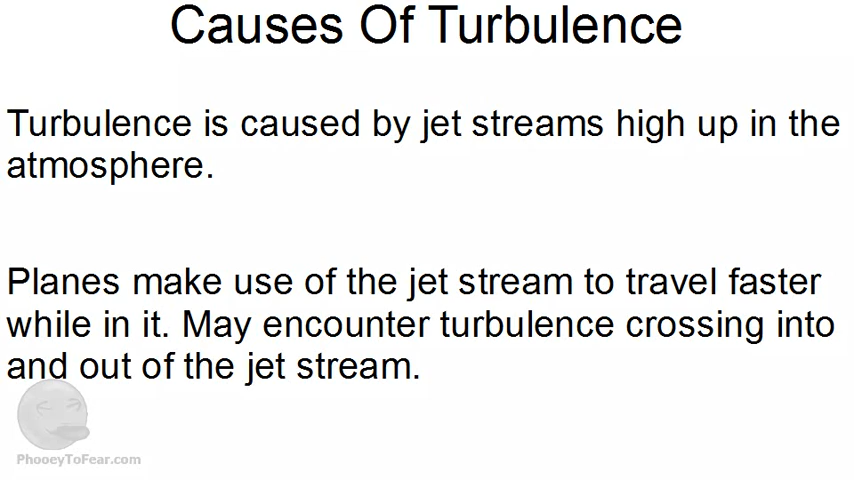 Causes Of Turbulence
Turbulence is caused by jet streams high up in the
atmosphere.
Planes make use of the jet stream to travel faster
while in it. May encounter turbulence crossing into
and out of the jet stream.
PhooeyToFear.com